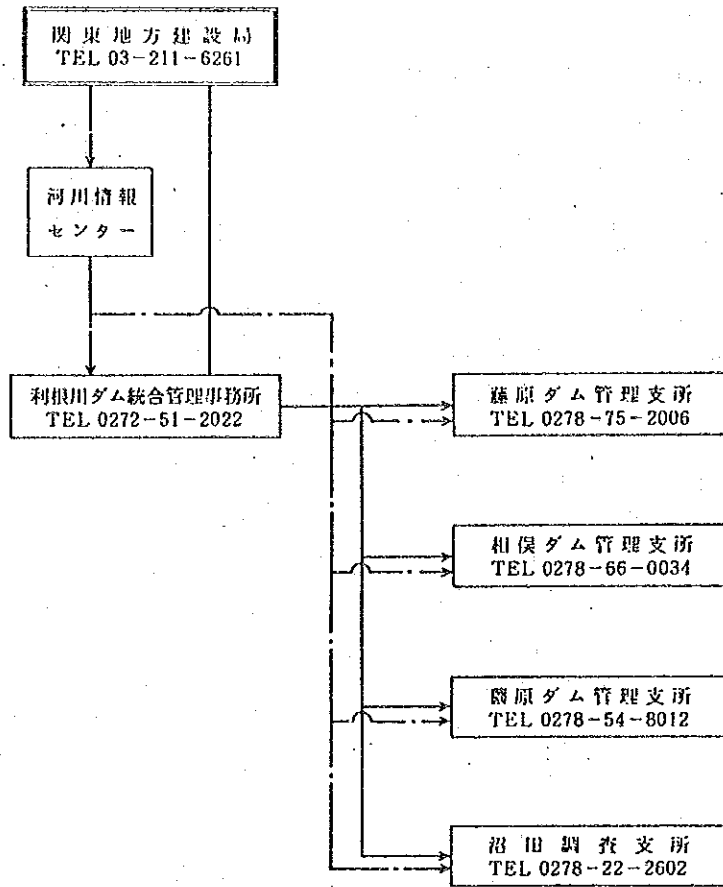 関東地方建設局
TEL 03-211-6261
河川情報
センター
利根川ダム統合管理事務所
TEL 0272-51-2022
藤原ダム管理支所
TEL 0278-75-2006
相俣ダム管理支所
TEL 0278-66-0034
薗原ダム管理支所
TEL 0278-54-8012
沼田調査支所
TEL 0278-22-2602